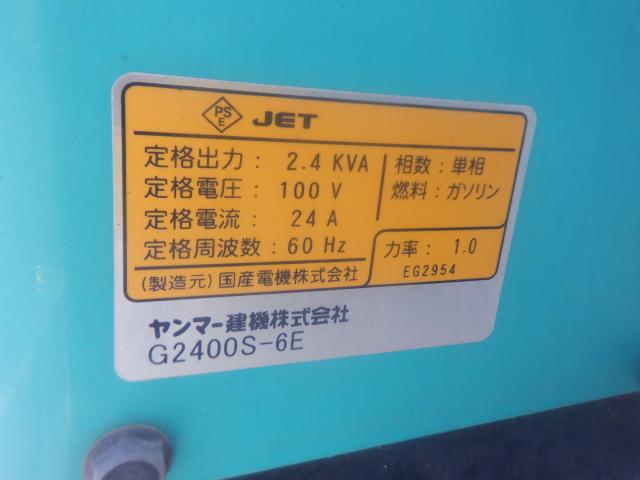 PSE JET
定格出力: 2.4 KVA
定格電圧: 100 V
定格電流: 24 A
定格周波数: 60 Hz
相数: 単相
燃料: ガソリン
力率: 1.0
EG2954
(製造元) 国産電機株式会社
ヤンマー建機株式会社
G2400S-6E